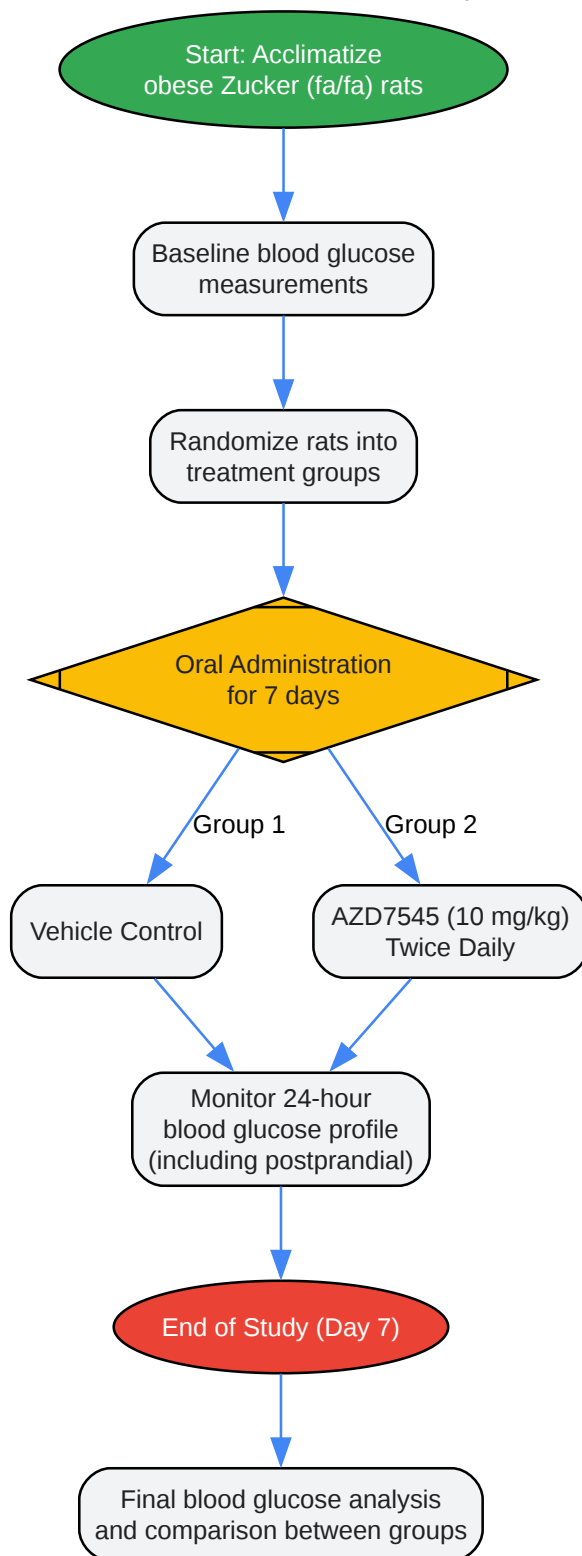 Start: Acclimatize
obese Zucker (fa/fa) rats
Baseline blood glucose
measurements
Randomize rats into
treatment groups
Oral Administration
for 7 days
Group 1
Group 2
Vehicle Control
AZD7545 (10 mg/kg)
Twice Daily
Monitor 24-hour
blood glucose profile
(including postprandial)
End of Study (Day 7)
Final blood glucose analysis
and comparison between groups